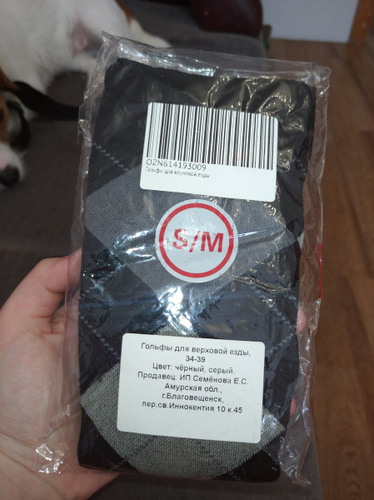 OZN614193009
Гольфы для верховой езды
S/M
Гольфы для верховой езды,
34-39
Цвет: чёрный, серый.
Продавец: ИП Семёнова Е.С.
Амурская обл.,
г.Благовещенск,
пер.св.Иннокентия 10 к.45